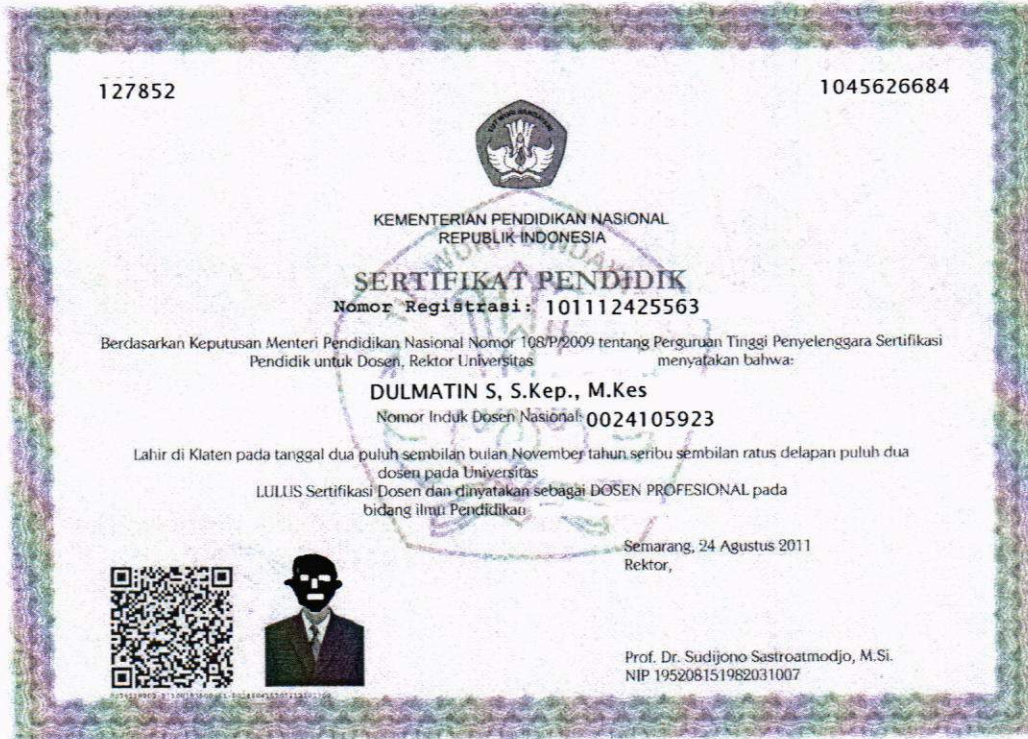 127852
1045626684
KEMENTERIAN PENDIDIKAN NASIONAL
REPUBLIK INDONESIA
SERTIFIKAT PENDIDIK
Nomor Registrasi: 101112425563
Berdasarkan Keputusan Menteri Pendidikan Nasional Nomor 108/P/2009 tentang Perguruan Tinggi Penyelenggara Sertifikasi
Pendidik untuk Dosen, Rektor Universitas menyatakan bahwa:
DULMATIN S, S.Kep., M.Kes
Nomor Induk Dosen Nasional: 0024105923
Lahir di Klaten pada tanggal dua puluh sembilan bulan November tahun seribu sembilan ratus delapan puluh dua
dosen pada Universitas
LULUS Sertifikasi Dosen dan dinyatakan sebagai DOSEN PROFESIONAL pada
bidang ilmu Pendidikan
Semarang, 24 Agustus 2011
Rektor,
Prof. Dr. Sudijono Sastroatmodjo, M.Si.
NIP 195208151982031007